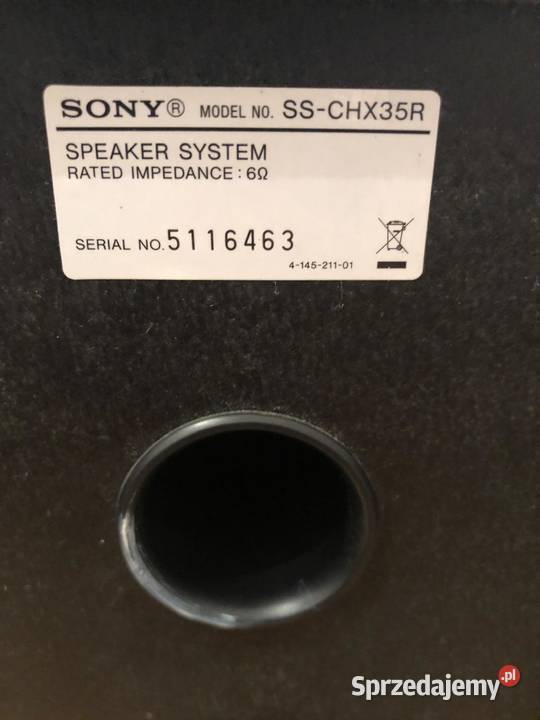 SONY® MODEL NO. SS-CHX35R
SPEAKER SYSTEM
RATED IMPEDANCE : 6Ω
SERIAL NO. 5116463
4-145-211-01
Sprzedajemy.pl